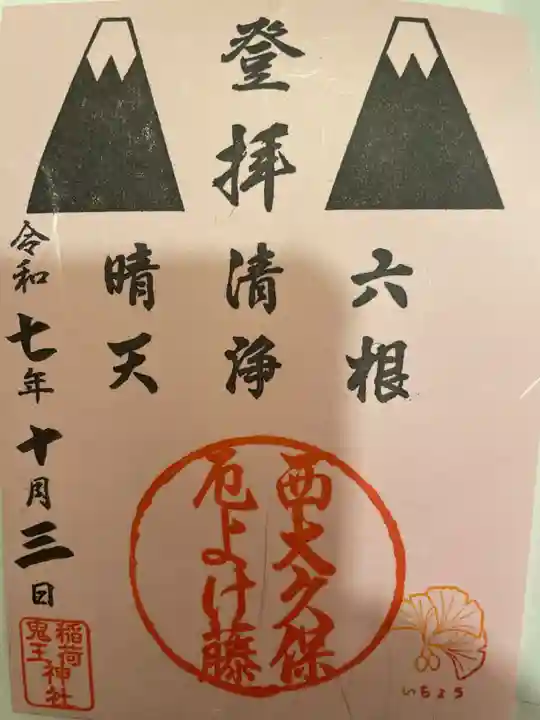 登拝
六根
清浄
晴天
令和七年十月三日
西大久保
厄よけ藤
稲荷
鬼王神社
いちょう